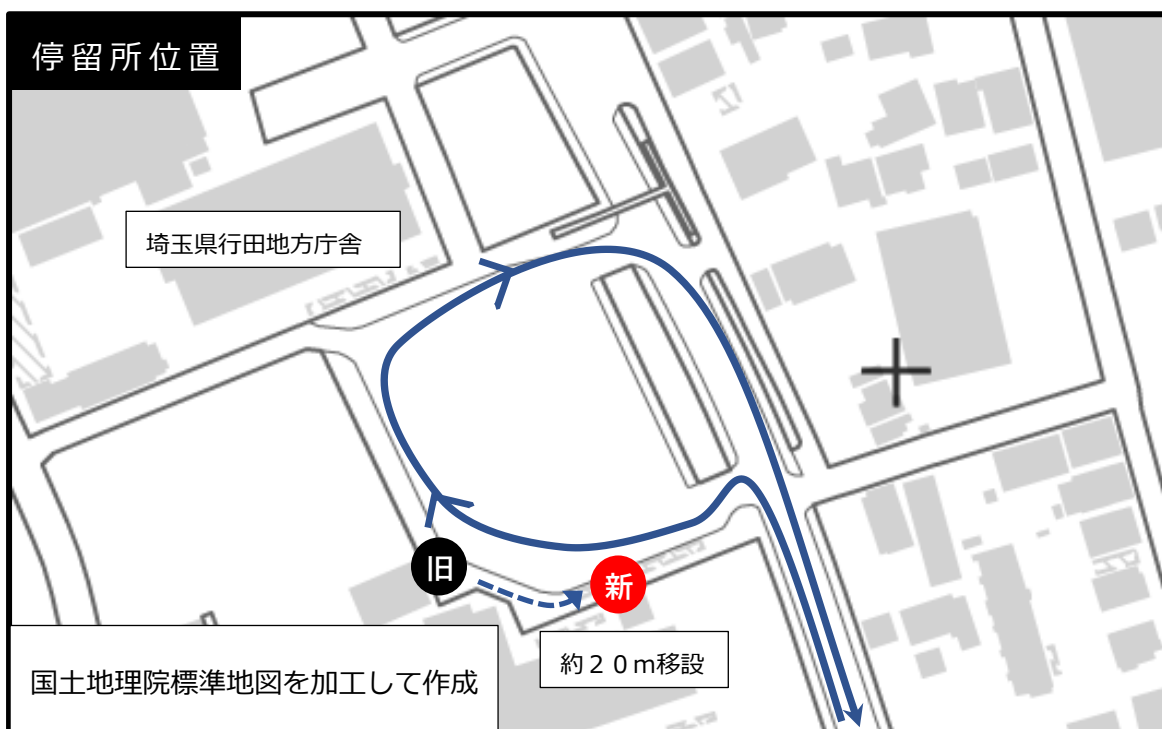 停留所位置
埼玉県行田地方庁舎
旧
新
約２０ｍ移設
国土地理院標準地図を加工して作成